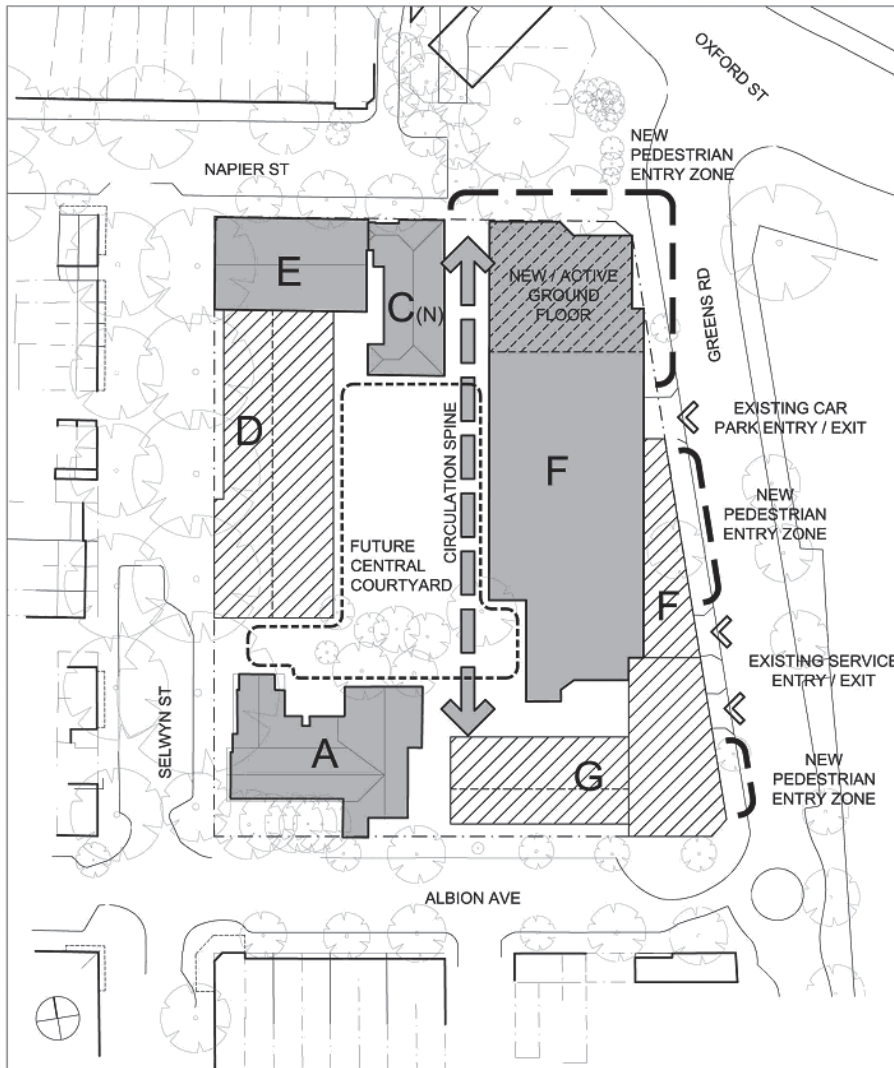 OXFORD ST
NEW
PEDESTRIAN
ENTRY ZONE
NAPIER ST
E
C(N)
NEW / ACTIVE
GROUND
FLOOR
GREENS RD
D
CIRCULATION SPINE
F
EXISTING CAR
PARK ENTRY / EXIT
NEW
PEDESTRIAN
ENTRY ZONE
FUTURE
CENTRAL
COURTYARD
F
EXISTING SERVICE
ENTRY / EXIT
SELWYN ST
A
G
NEW
PEDESTRIAN
ENTRY ZONE
ALBION AVE